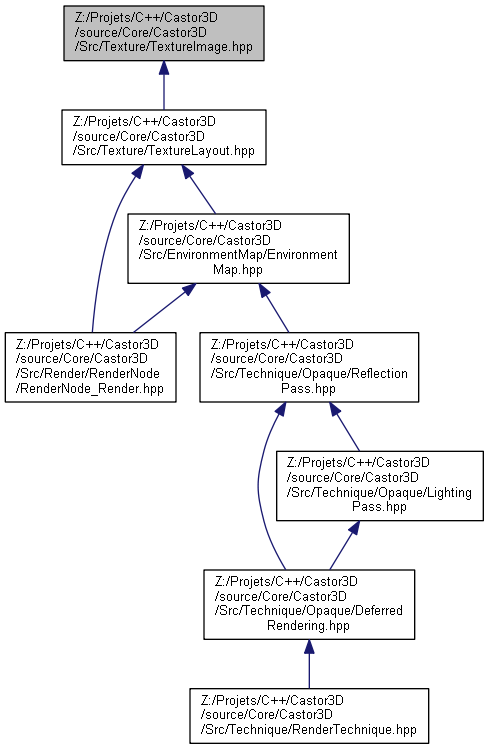 Z:/Projets/C++/Castor3D
/source/Core/Castor3D
/Src/Texture/TextureImage.hpp
Z:/Projets/C++/Castor3D
/source/Core/Castor3D
/Src/Texture/TextureLayout.hpp
Z:/Projets/C++/Castor3D
/source/Core/Castor3D
/Src/EnvironmentMap/Environment
Map.hpp
Z:/Projets/C++/Castor3D
/source/Core/Castor3D
/Src/Render/RenderNode
/RenderNode_Render.hpp
Z:/Projets/C++/Castor3D
/source/Core/Castor3D
/Src/Technique/Opaque/Reflection
Pass.hpp
Z:/Projets/C++/Castor3D
/source/Core/Castor3D
/Src/Technique/Opaque/Lighting
Pass.hpp
Z:/Projets/C++/Castor3D
/source/Core/Castor3D
/Src/Technique/Opaque/Deferred
Rendering.hpp
Z:/Projets/C++/Castor3D
/source/Core/Castor3D
/Src/Technique/RenderTechnique.hpp